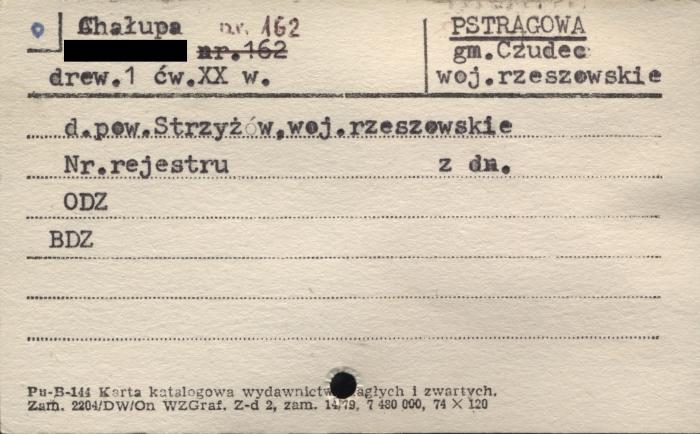 Chałupa nr. 162
nr.162
drew.1 ćw.XX w.
PSTRĄGOWA
gm.Czudec
woj.rzeszowskie
d.pow.Strzyżów,woj.rzeszowskie
Nr.rejestru z dn.
ODZ
BDZ
Pu-B-144 Karta katalogowa wydawnictw ciągłych i zwartych.
Zam. 2204/DW/On WZGraf. Z-d 2, zam. 14/79, 7 480 000, 74 × 120